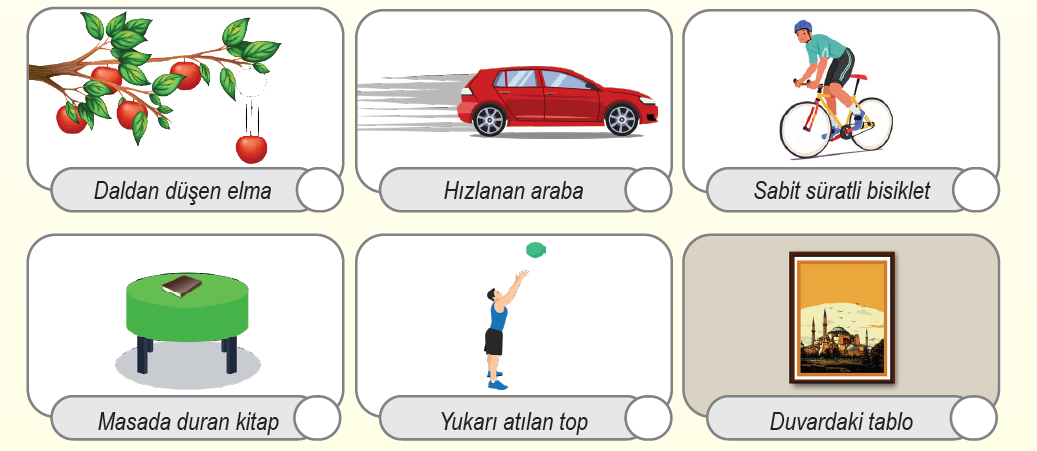 Daldan düşen elma
Hızlanan araba
Sabit süratli bisiklet
Masada duran kitap
Yukarı atılan top
Duvardaki tablo